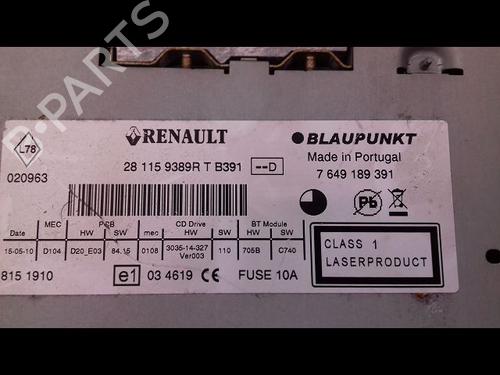 B-PARTS
L78
RENAULT
BLAUPUNKT
28 115 9389R T B391 --D
Made in Portugal
020963
7 649 189 391
Pb
MEC PCB CD Drive BT Module
Date HW HW SW mec HW SW HW SW
15-05-10 D104 D20_E03 84.15 0108 3035-14-327 Ver003 110 705B C740
CLASS 1
LASERPRODUCT
815 1910
e1 03 4619 CE FUSE 10A